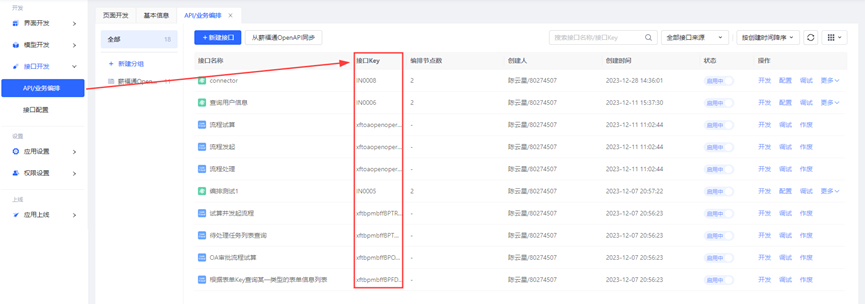 开发
界面开发
模型开发
接口开发
API/业务编排
接口配置
设置
应用设置
权限设置
上线
应用上线
页面开发 基本信息 API/业务编排 ×
全部 18
+ 新建分组
薪福通Open...
+ 新建接口 从薪福通OpenAPI同步 搜索接口名称/接口Key 全部接口来源 按创建时间降序
接口名称 接口Key 编排节点数 创建人 创建时间 状态 操作
connector IN0008 2 陈云星/80274507 2023-12-28 14:36:01 启用中 开发 配置 调试 更多
查询用户信息 IN0006 2 陈云星/80274507 2023-12-11 15:37:30 启用中 开发 配置 调试 更多
流程试算 xftoaopenoper... - 陈云星/80274507 2023-12-11 11:02:44 启用中 开发 调试 作废
流程发起 xftoaopenoper... - 陈云星/80274507 2023-12-11 11:02:44 启用中 开发 调试 作废
流程处理 xftoaopenoper... - 陈云星/80274507 2023-12-11 11:02:44 启用中 开发 调试 作废
编排测试1 IN0005 2 陈云星/80274507 2023-12-07 20:57:22 启用中 开发 配置 调试 更多
试算并发起流程 xftbpmbffBPTR... - 陈云星/80274507 2023-12-07 20:56:23 启用中 开发 调试 作废
待处理任务列表查询 xftbpmbffBPT... - 陈云星/80274507 2023-12-07 20:56:23 启用中 开发 调试 作废
OA审批流程试算 xftbpmbffBPO... - 陈云星/80274507 2023-12-07 20:56:23 启用中 开发 调试 作废
根据表单Key查询某一类型的表单信息列表 xftbpmbffBPFD... - 陈云星/80274507 2023-12-07 20:56:23 启用中 开发 调试 作废